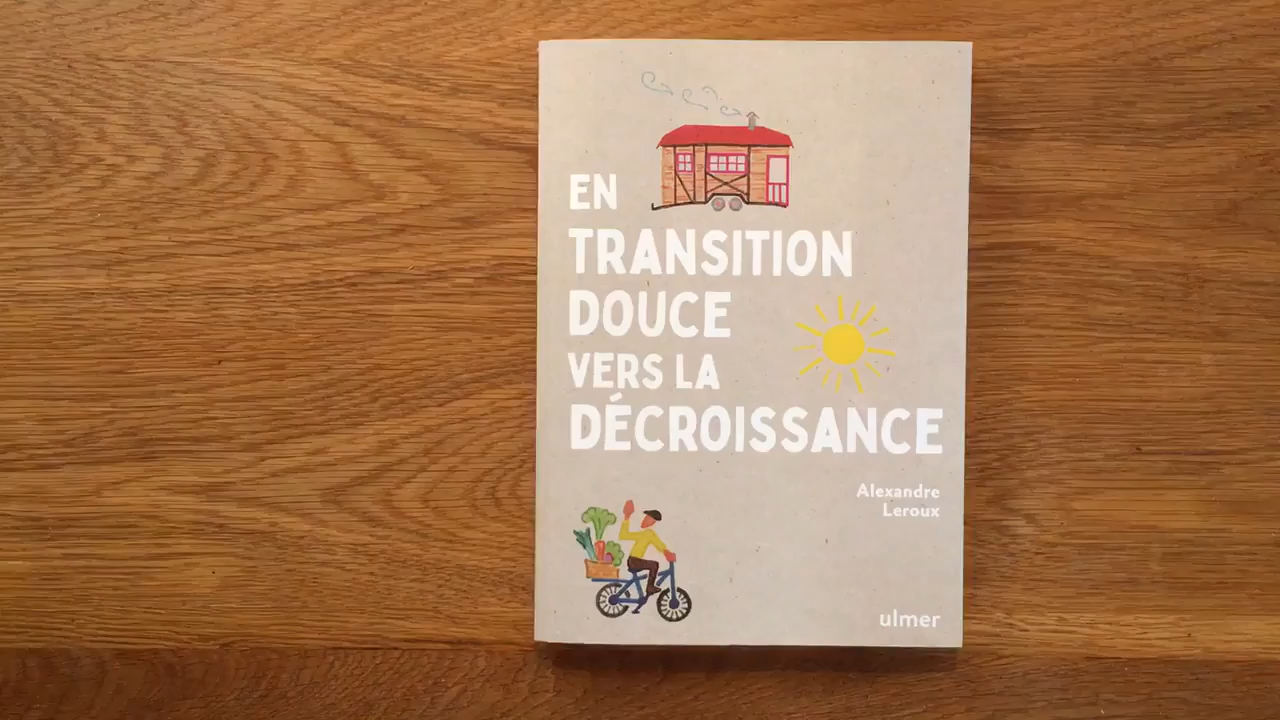 EN
TRANSITION
DOUCE
VERS LA
DÉCROISSANCE
Alexandre
Leroux
ulmer